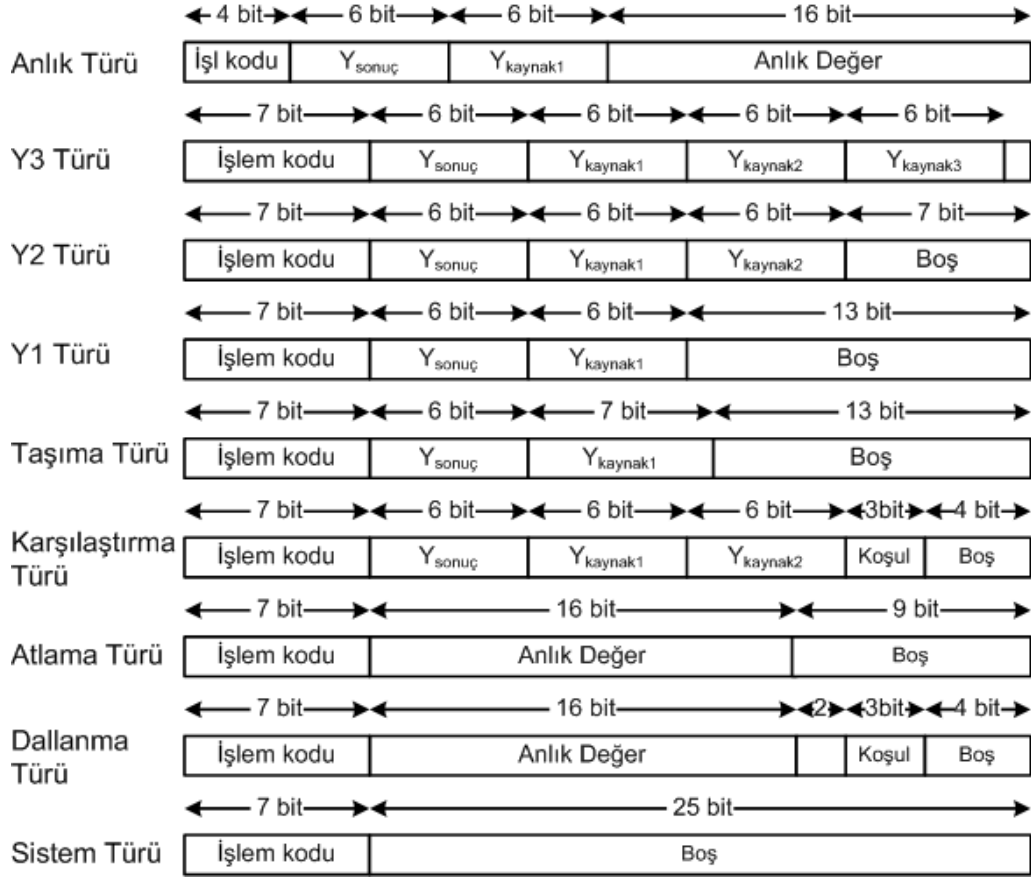 4 bit 6 bit 6 bit 16 bit
Anlık Türü İşl kodu Ysonuç Ykaynak1 Anlık Değer
7 bit 6 bit 6 bit 6 bit 6 bit
Y3 Türü İşlem kodu Ysonuç Ykaynak1 Ykaynak2 Ykaynak3
7 bit 6 bit 6 bit 6 bit 7 bit
Y2 Türü İşlem kodu Ysonuç Ykaynak1 Ykaynak2 Boş
7 bit 6 bit 6 bit 13 bit
Y1 Türü İşlem kodu Ysonuç Ykaynak1 Boş
7 bit 6 bit 7 bit 13 bit
Taşıma Türü İşlem kodu Ysonuç Ykaynak1 Boş
7 bit 6 bit 6 bit 6 bit 3bit 4 bit
Karşılaştırma
Türü İşlem kodu Ysonuç Ykaynak1 Ykaynak2 Koşul Boş
7 bit 16 bit 9 bit
Atlama Türü İşlem kodu Anlık Değer Boş
7 bit 16 bit 2 3bit 4 bit
Dallanma
Türü İşlem kodu Anlık Değer Koşul Boş
7 bit 25 bit
Sistem Türü İşlem kodu Boş